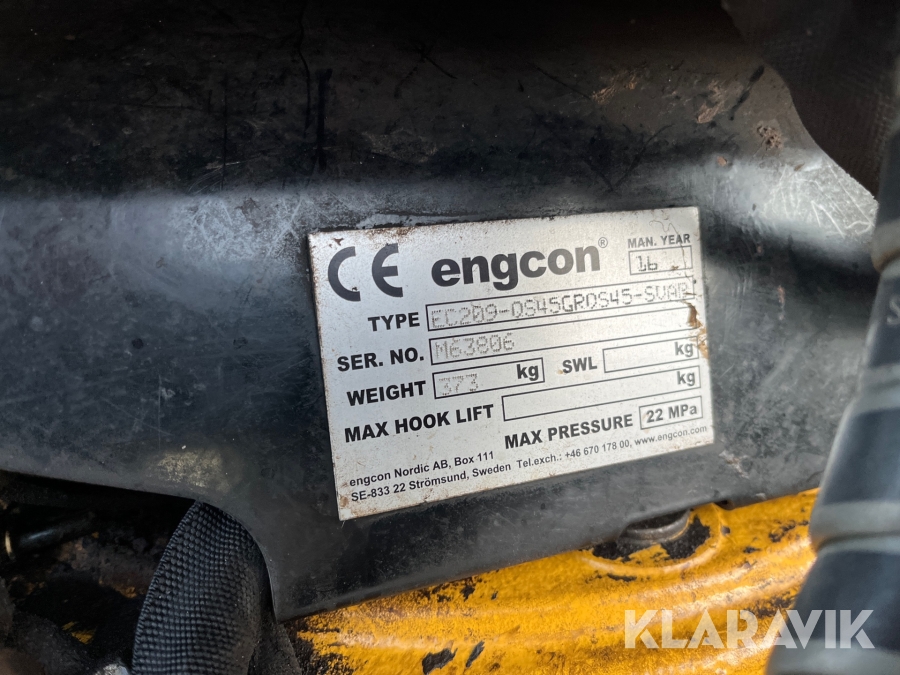 CE engcon® MAN. YEAR
16
TYPE EC209-QS45GRQS45-SVAR
SER. NO. M63806
WEIGHT 373 kg SWL kg
MAX HOOK LIFT kg
MAX PRESSURE 22 MPa
engcon Nordic AB, Box 111
SE-833 22 Strömsund, Sweden Tel.exch.: +46 670 178 00, www.engcon.com
KLARAVIK